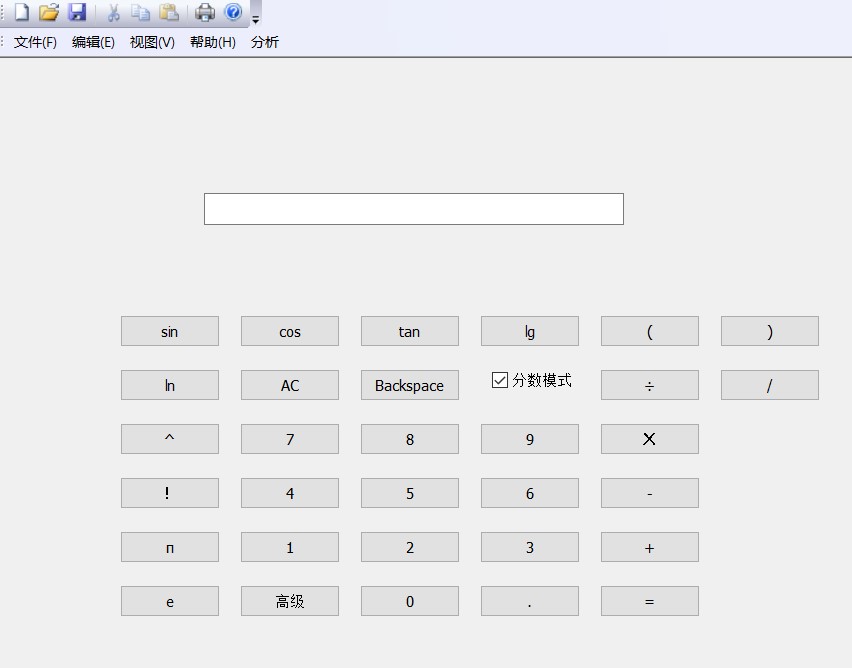 文件(F) 编辑(E) 视图(V) 帮助(H) 分析
sin cos tan lg ( )
ln AC Backspace 分数模式 ÷ /
^ 7 8 9 X
! 4 5 6 -
п 1 2 3 +
e 高级 0 . =